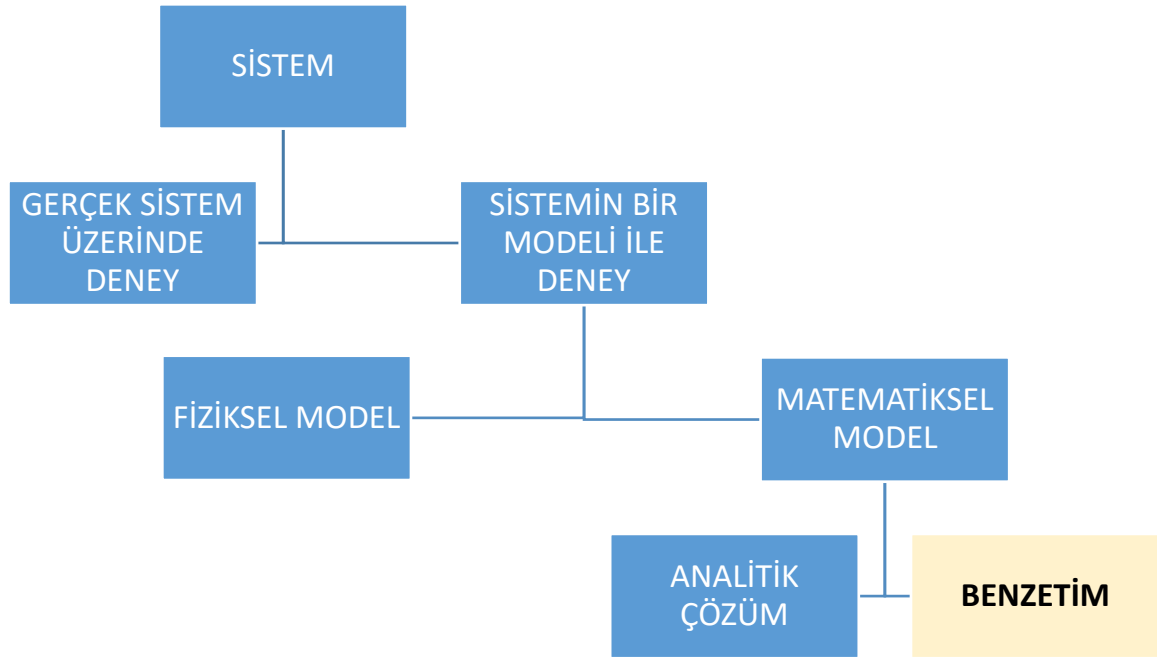 SİSTEM
GERÇEK SİSTEM
ÜZERİNDE
DENEY
SİSTEMİN BİR
MODELİ İLE
DENEY
FİZİKSEL MODEL
MATEMATİKSEL
MODEL
ANALİTİK
ÇÖZÜM
BENZETİM